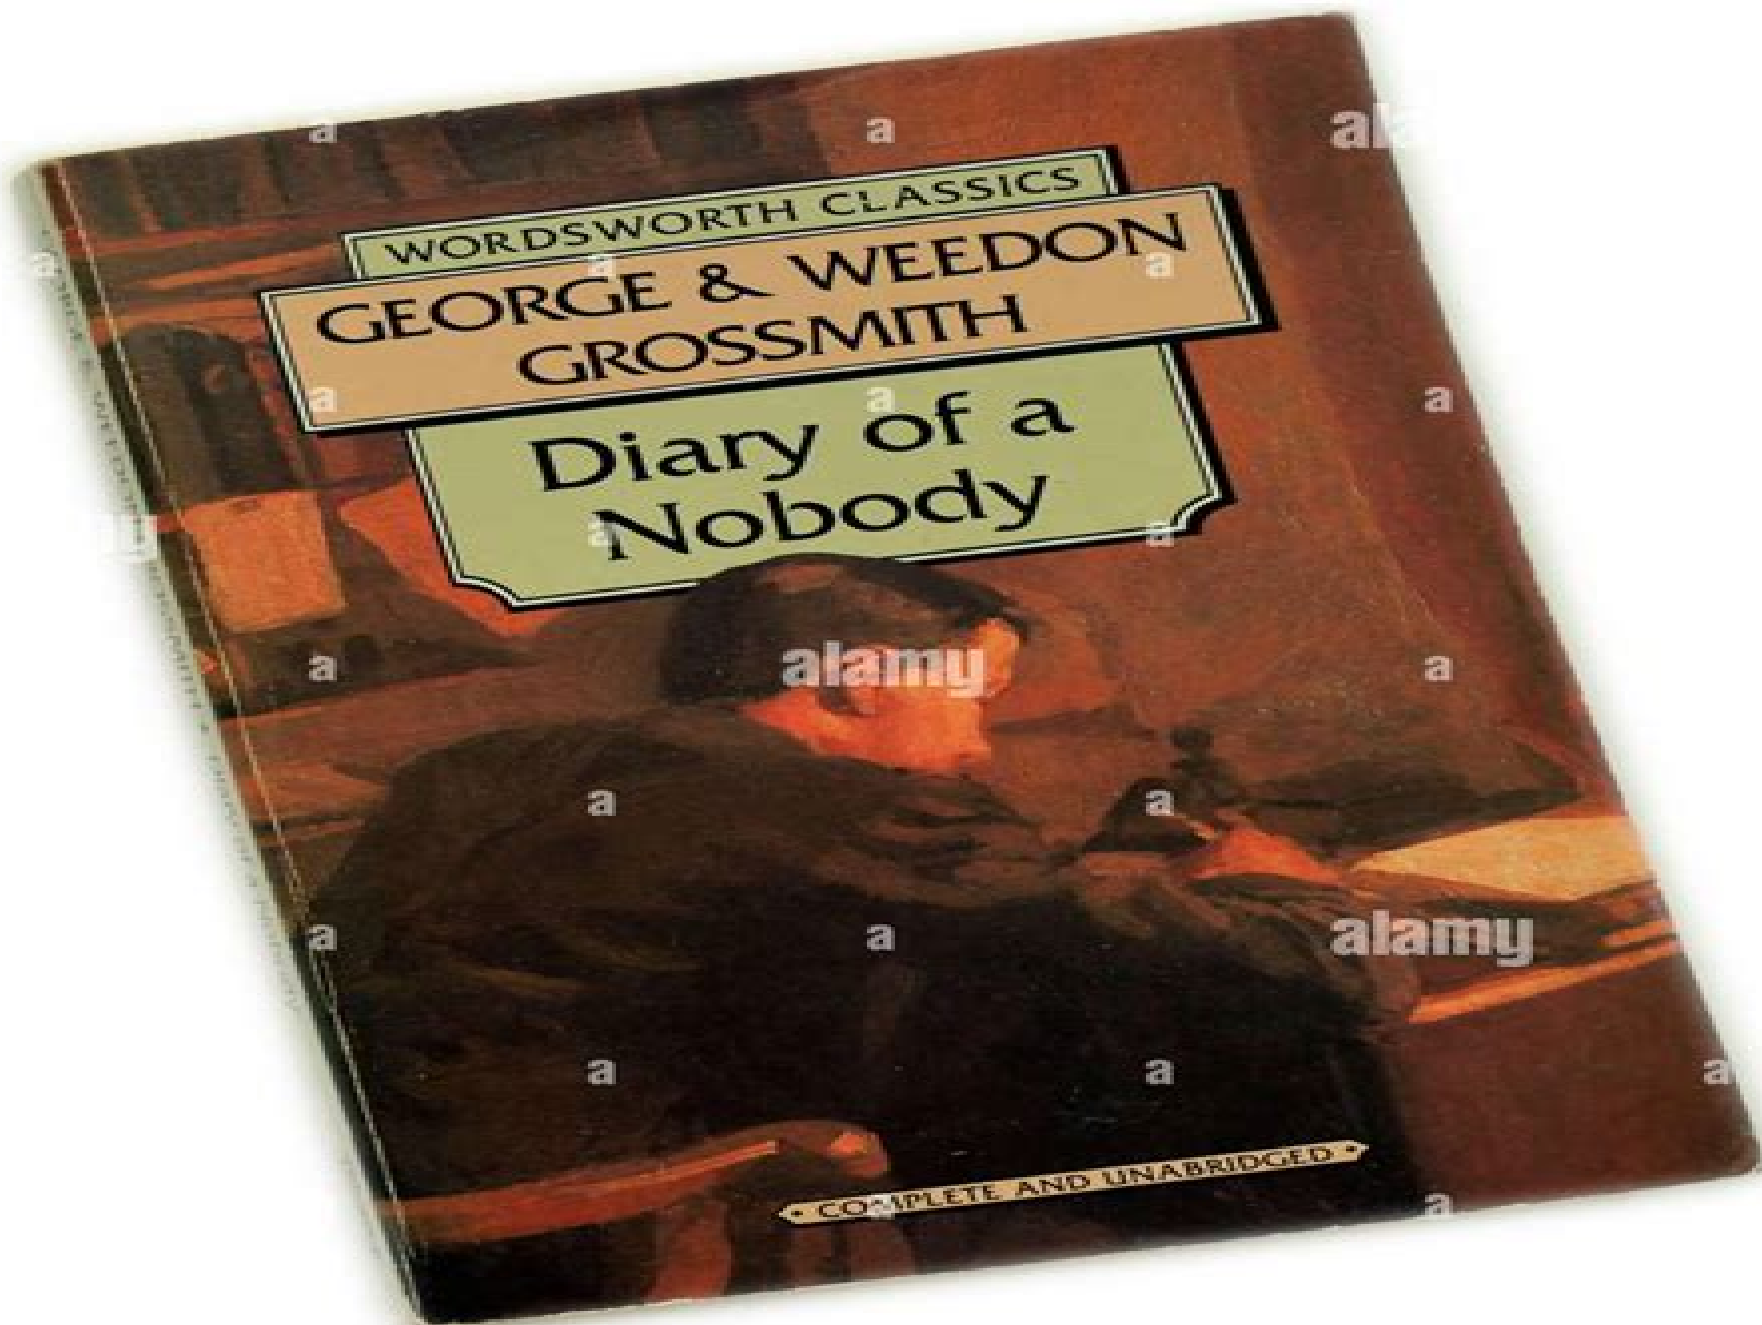 WORDSWORTH CLASSICS
GEORGE & WEEDON
GROSSMITH
Diary of a
Nobody
alamy
alamy
COMPLETE AND UNABRIDGED